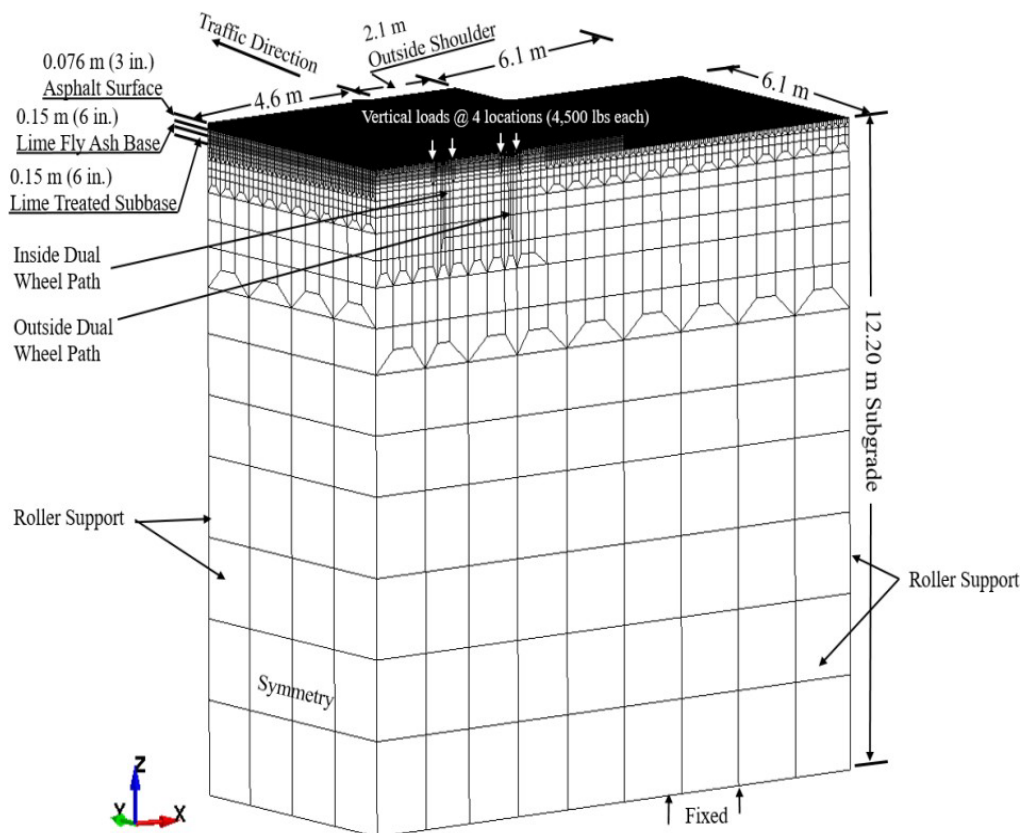 Traffic Direction
2.1 m
Outside Shoulder
6.1 m
0.076 m (3 in.)
Asphalt Surface
4.6 m
6.1 m
0.15 m (6 in.)
Lime Fly Ash Base
Vertical loads @ 4 locations (4,500 lbs each)
0.15 m (6 in.)
Lime Treated Subbase
Inside Dual
Wheel Path
Outside Dual
Wheel Path
12.20 m Subgrade
Roller Support
Roller Support
Symmetry
Z
Y
X
Fixed